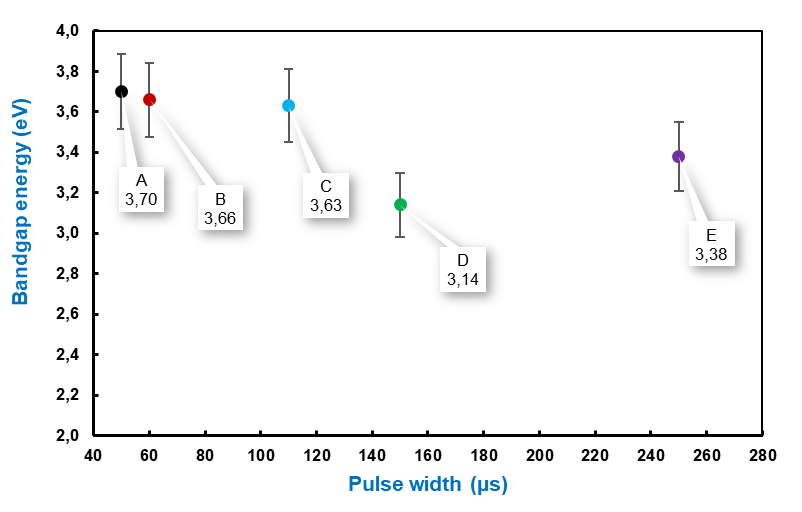 Bandgap energy (eV)
4,0
3,8
3,6
3,4
3,2
3,0
2,8
2,6
2,4
2,2
2,0
A
3,70
B
3,66
C
3,63
D
3,14
E
3,38
40 60 80 100 120 140 160 180 200 220 240 260 280
Pulse width (µs)